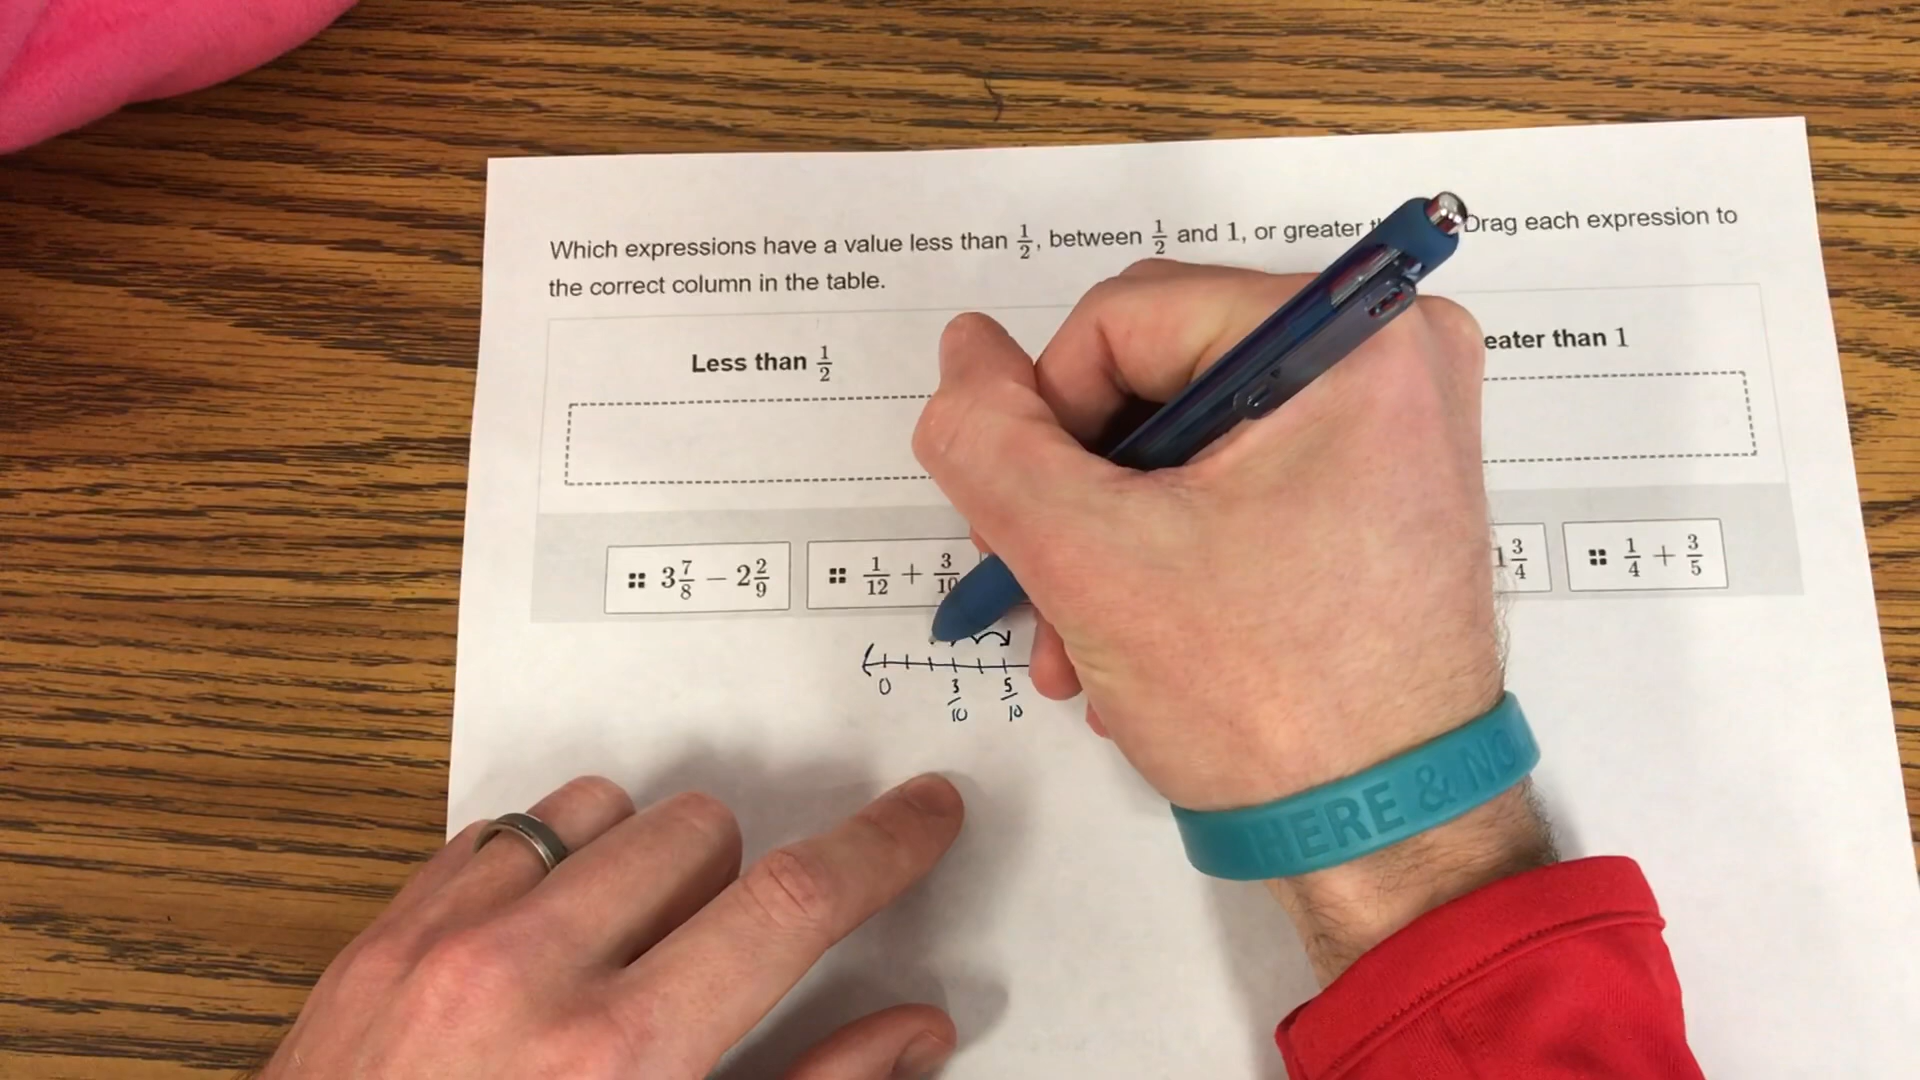 Which expressions have a value less than 1/2, between 1/2 and 1, or greater Drag each expression to
the correct column in the table.
Less than 1/2
eater than 1
3 7/8 − 2 2/9
1/12 + 3/10
1 3/4
1/4 + 3/5
0 3/10 5/10
HERE & NO